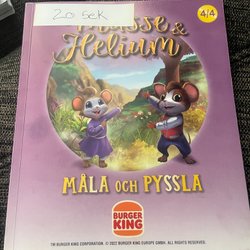 20 SEK
& Helium
4/4
MÅLA OCH PYSSLA
BURGER
KING
TM BURGER KING CORPORATION. © 2022 BURGER KING EUROPE GMBH. ALL RIGHTS RESERVED.